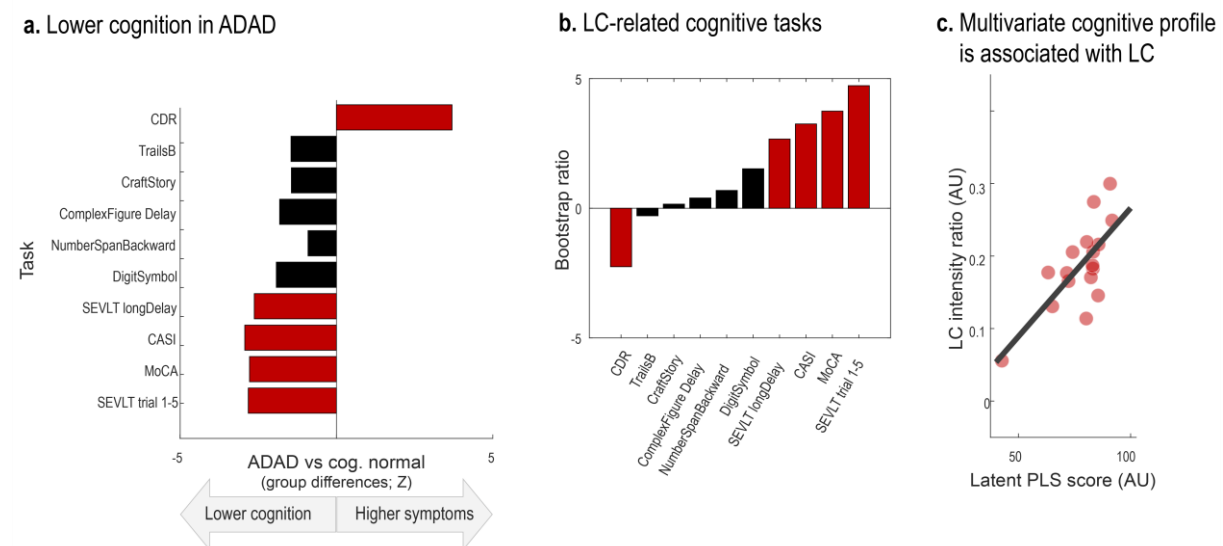 a. Lower cognition in ADAD
CDR
TrailsB
CraftStory
ComplexFigure Delay
NumberSpanBackward
DigitSymbol
SEVLT longDelay
CASI
MoCA
SEVLT trial 1-5
Task
-5
5
ADAD vs cog. normal
(group differences; Z)
Lower cognition
Higher symptoms
b. LC-related cognitive tasks
5
0
-5
Bootstrap ratio
CDR
TrailsB
CraftStory
ComplexFigure Delay
NumberSpanBackward
DigitSymbol
SEVLT longDelay
CASI
MoCA
SEVLT trial 1-5
c. Multivariate cognitive profile
is associated with LC
LC intensity ratio (AU)
0.3
0.2
0.1
0
50
100
Latent PLS score (AU)